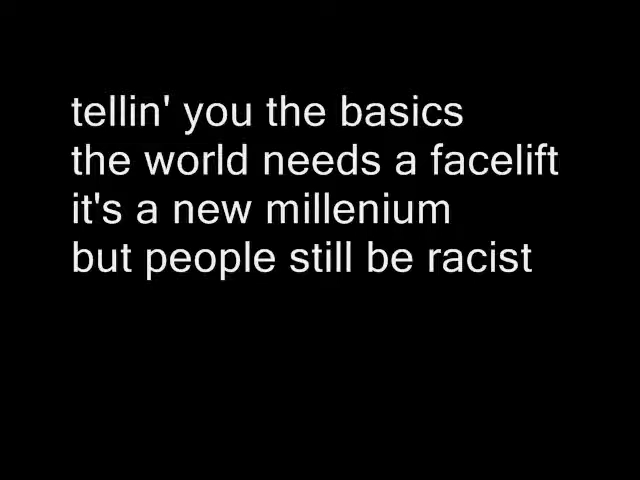 tellin' you the basics
the world needs a facelift
it's a new millenium
but people still be racist